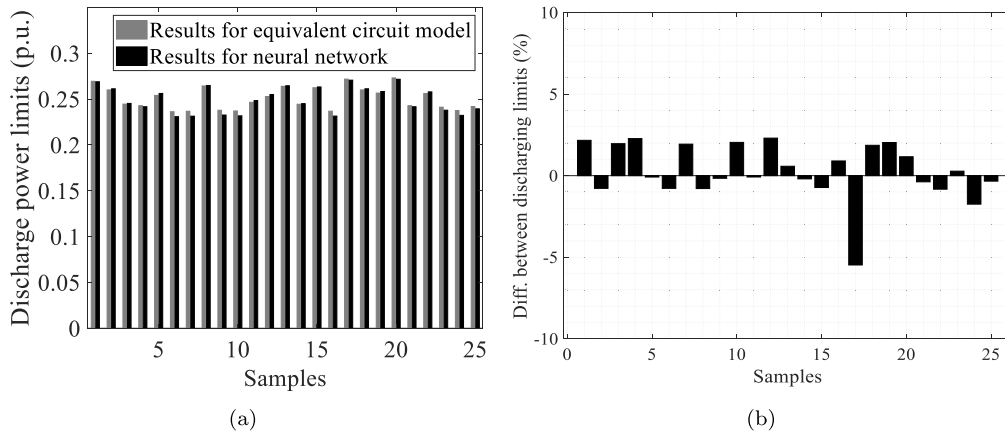 Discharge power limits (p.u.)
0.3
0.25
0.2
0.15
0.1
0.05
0
Results for equivalent circuit model
Results for neural network
5 10 15 20 25
Samples
(a)
Diff. between discharging limits (%)
10
5
0
-5
-10
0 5 10 15 20 25
Samples
(b)